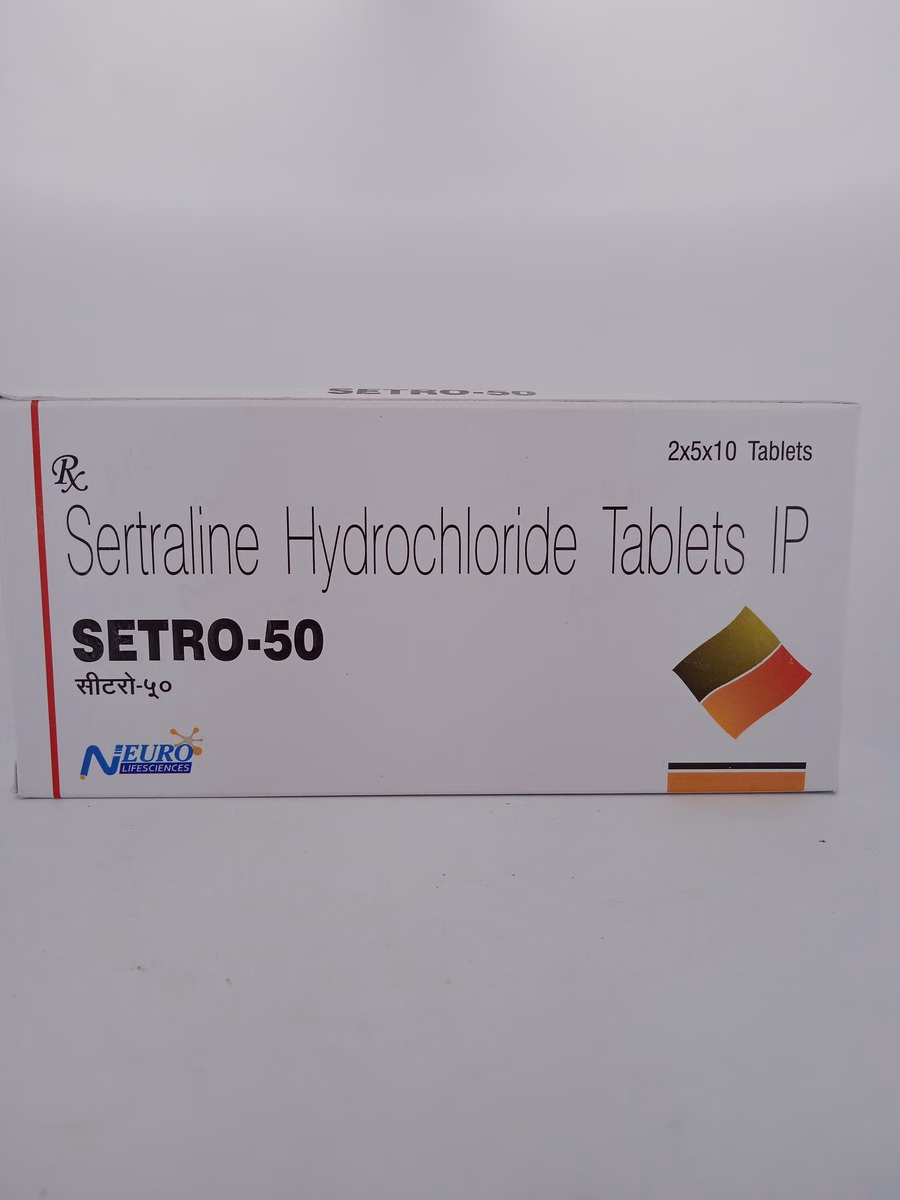 SETRO-50
2x5x10 Tablets
Rx
Sertraline Hydrochloride Tablets IP
SETRO-50
सीटरो-५०
NEURO
LIFESCIENCES